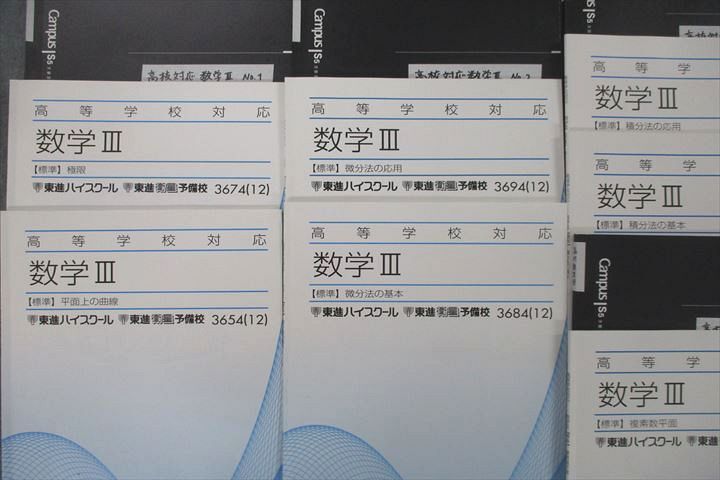 Campus S5
高校対応 数学Ⅲ No.1
高等学校対応
数学Ⅲ
【標準】極限
東進ハイスクール 東進衛星予備校 3674(12)
高等学校対応
数学Ⅲ
【標準】平面上の曲線
東進ハイスクール 東進衛星予備校 3654(12)
Campus S5
高校対応 数学Ⅲ No.2
高等学校対応
数学Ⅲ
【標準】微分法の応用
東進ハイスクール 東進衛星予備校 3694(12)
高等学校対応
数学Ⅲ
【標準】微分法の基本
東進ハイスクール 東進衛星予備校 3684(12)
高等学
数学Ⅲ
【標準】積分法の応用
高等学
数学Ⅲ
【標準】積分法の基本
Campus S5
高等学
数学Ⅲ
【標準】複素数平面
東進ハイスクール 東進